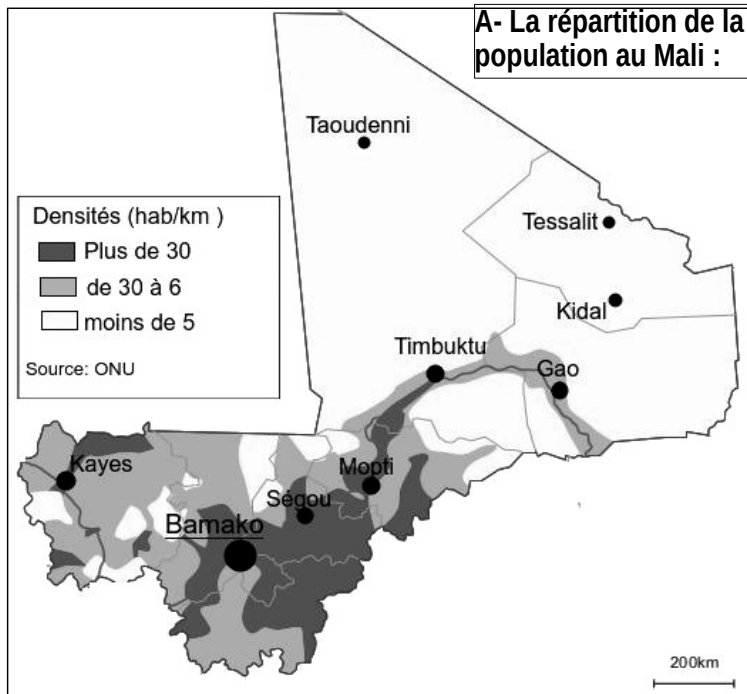 A- La répartition de la
population au Mali :
Taoudenni
Densités (hab/km )
Plus de 30
de 30 à 6
moins de 5
Source: ONU
Tessalit
Kidal
Timbuktu
Gao
Kayes
Mopti
Ségou
Bamako
200km